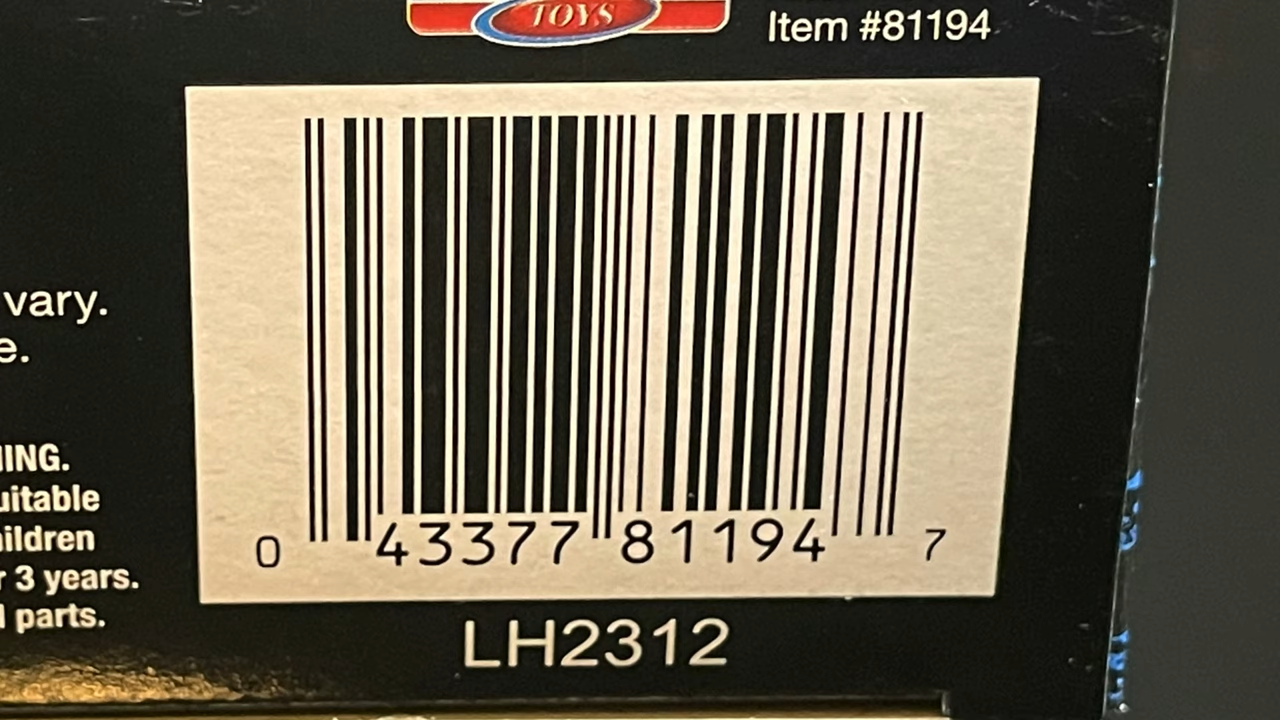 TOYS
Item #81194
vary.
e.
NING.
uitable
hildren
r 3 years.
l parts.
0 43377 81194 7
LH2312